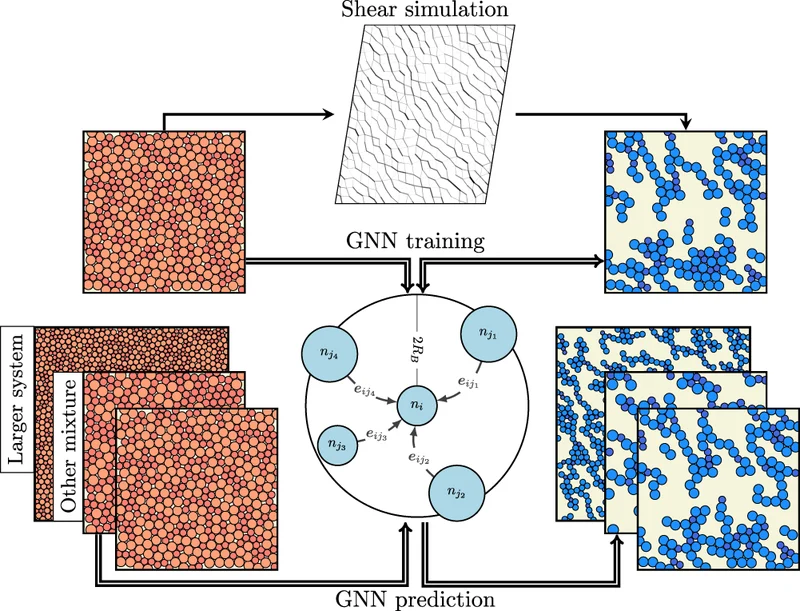 Shear simulation
GNN training
n_{j_4}
n_{j_1}
2R_B
e_{ij_4}
e_{ij_1}
n_i
n_{j_3}
e_{ij_3}
e_{ij_2}
n_{j_2}
Larger system
Other mixture
GNN prediction